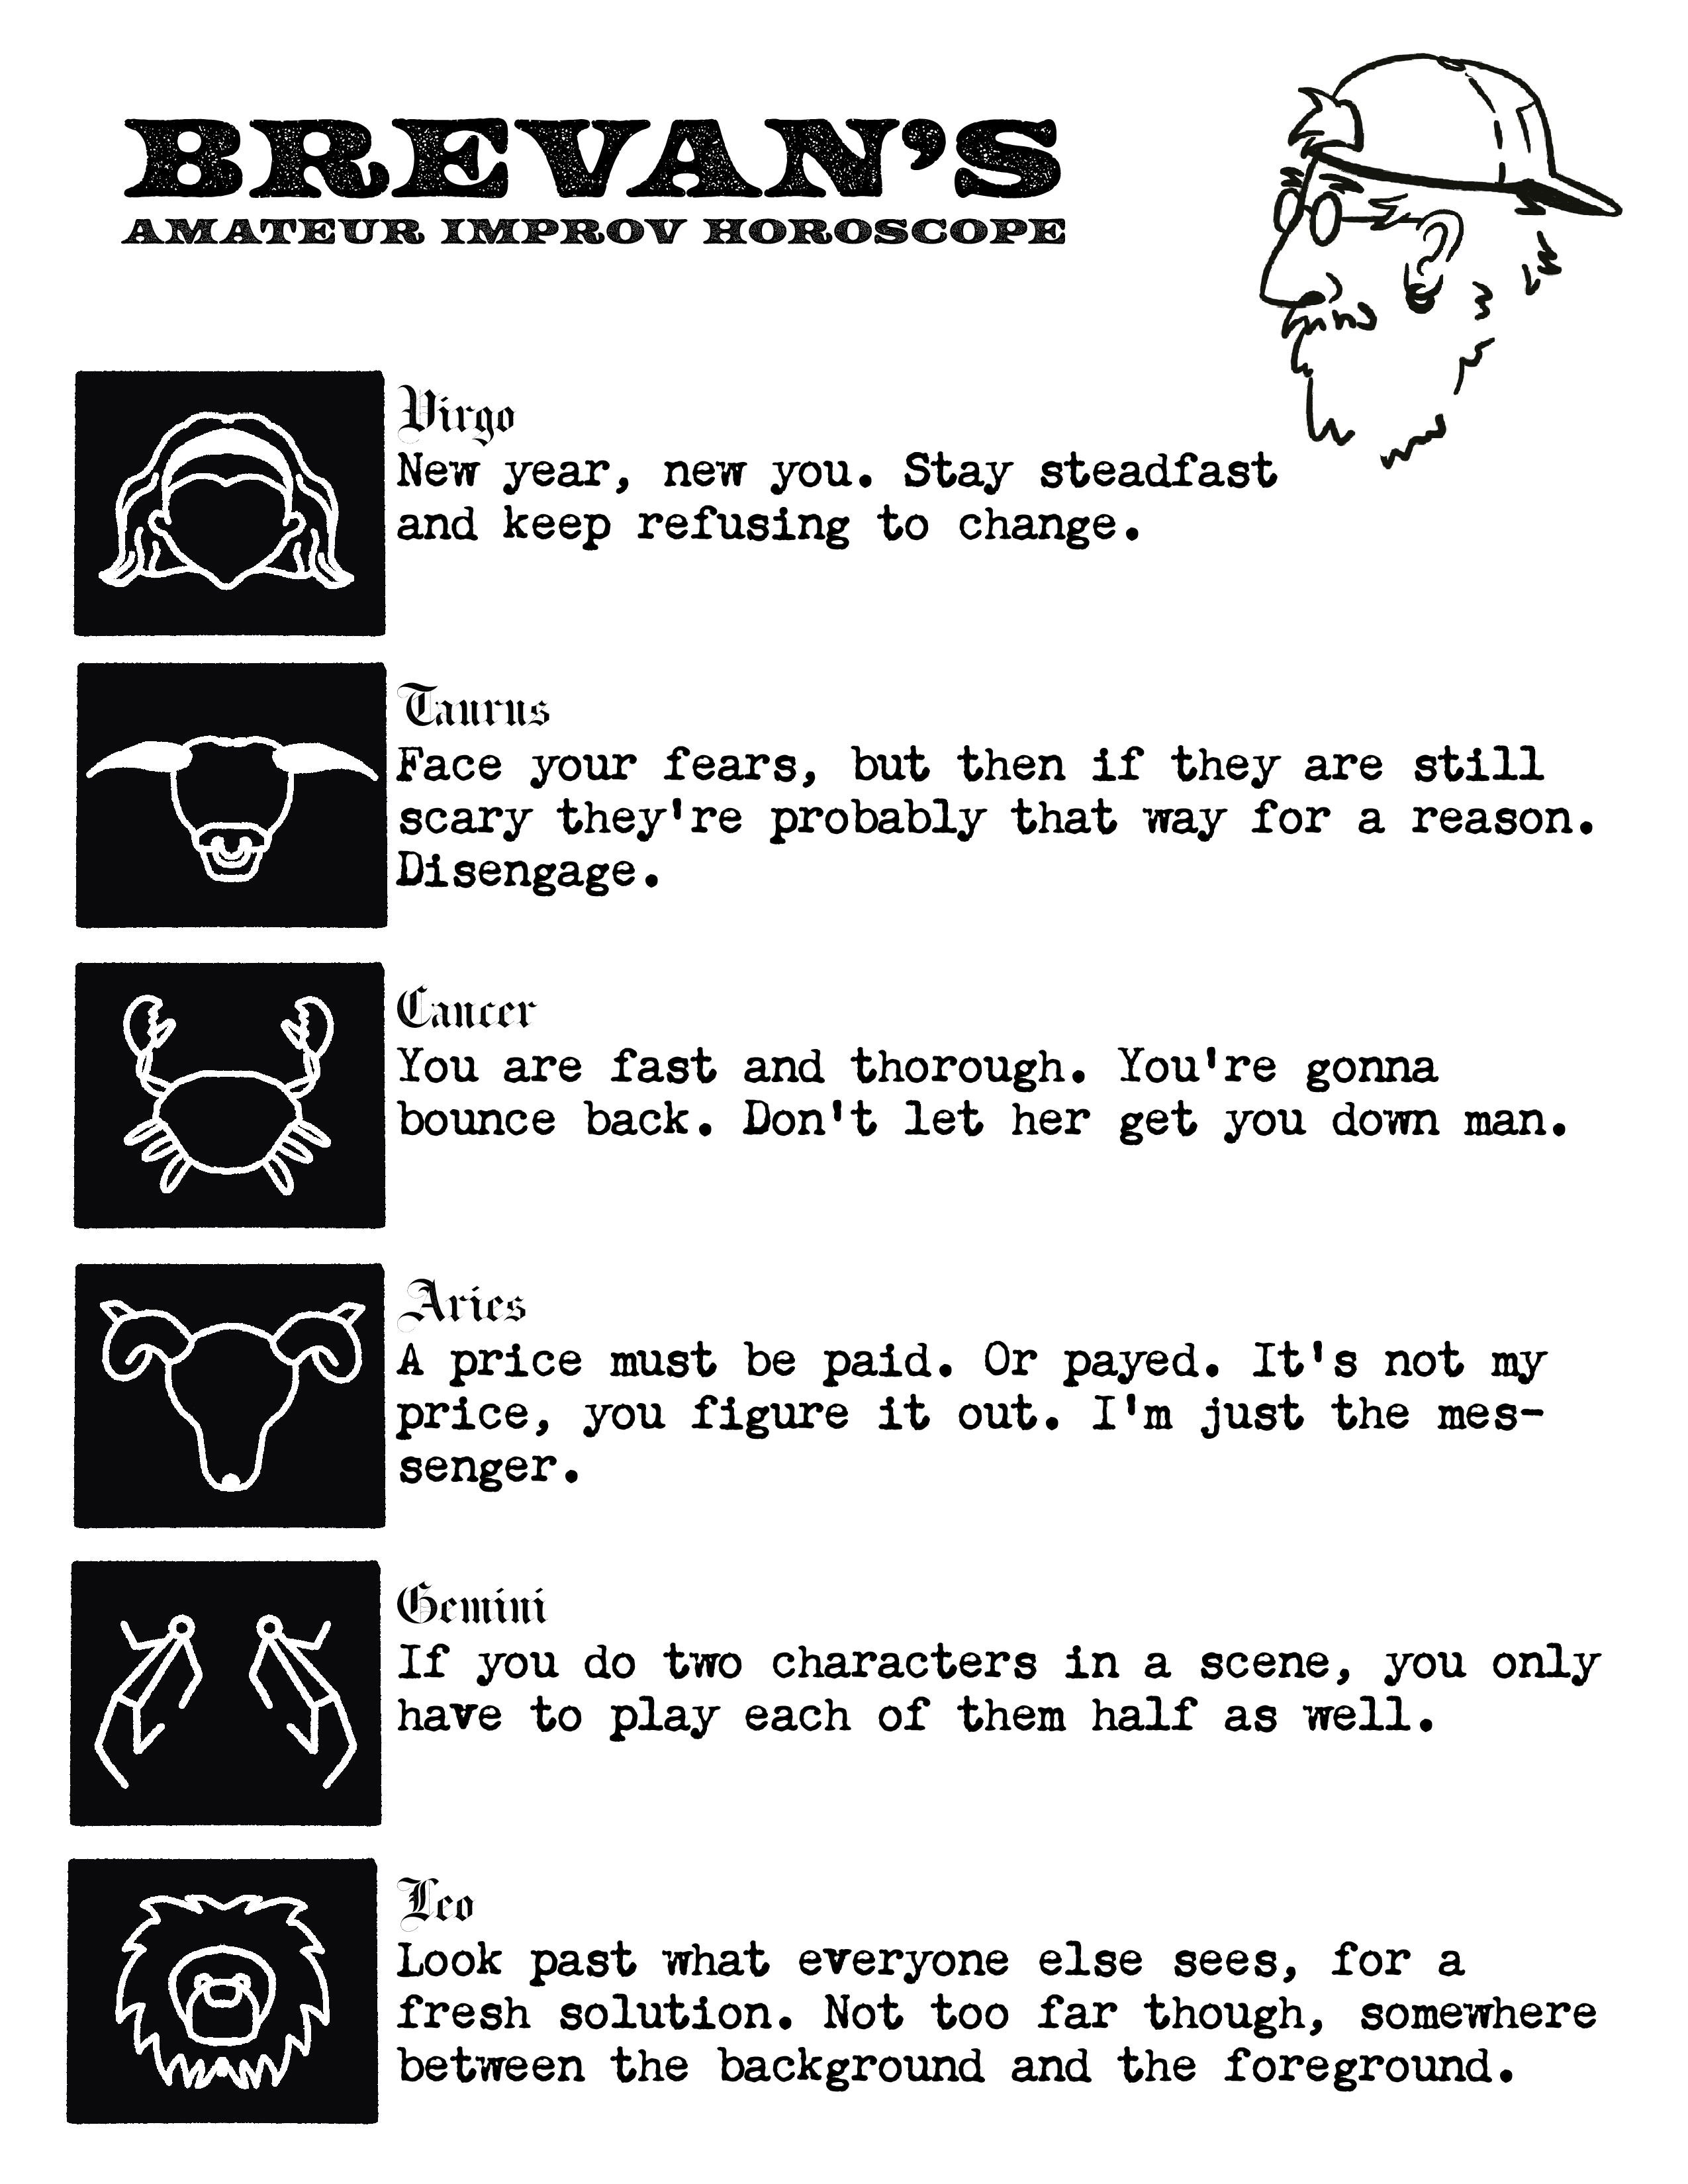 BREVAN'S
AMATEUR IMPROV HOROSCOPE
Virgo
New year, new you. Stay steadfast
and keep refusing to change.
Taurus
Face your fears, but then if they are still
scary they're probably that way for a reason.
Disengage.
Cancer
You are fast and thorough. You're gonna
bounce back. Don't let her get you down man.
Aries
A price must be paid. Or payed. It's not my
price, you figure it out. I'm just the mes-
senger.
Gemini
If you do two characters in a scene, you only
have to play each of them half as well.
Leo
Look past what everyone else sees, for a
fresh solution. Not too far though, somewhere
between the background and the foreground.